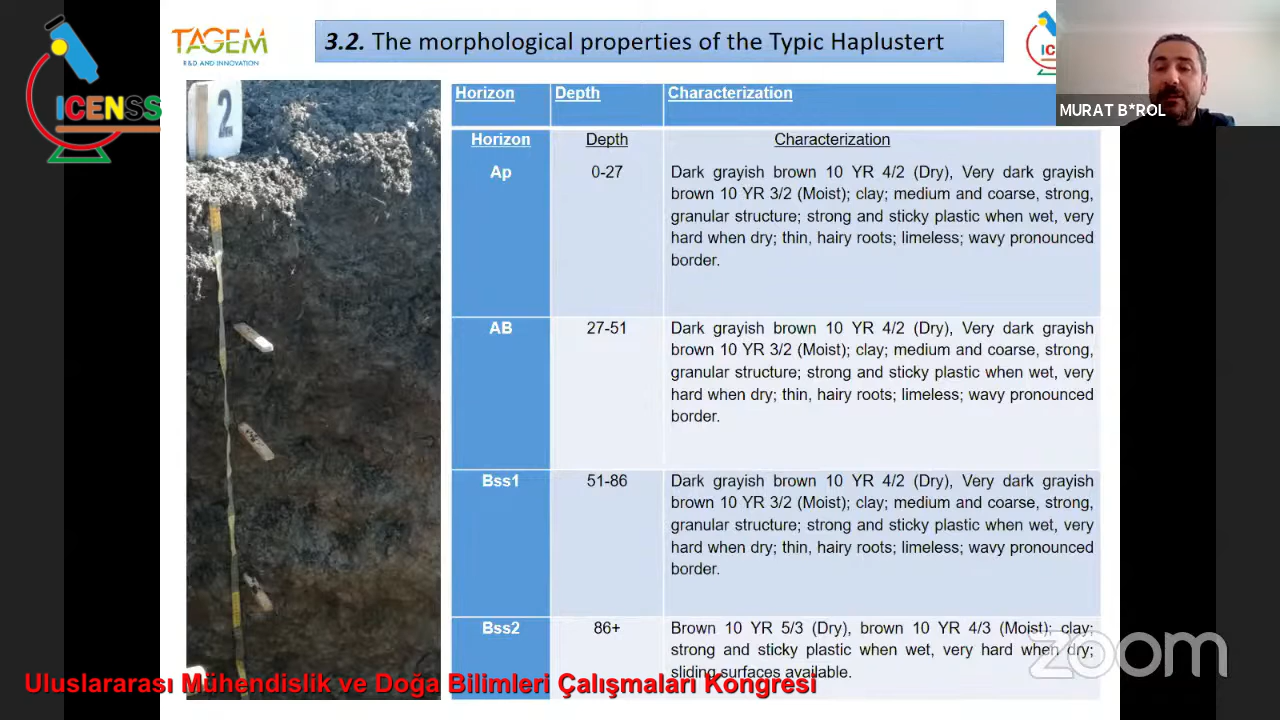 ICENSS
TAGEM
R&D AND INNOVATION
3.2. The morphological properties of the Typic Haplustert
MURAT B*ROL
2
Horizon Depth Characterization
Horizon Depth Characterization
Ap 0-27 Dark grayish brown 10 YR 4/2 (Dry), Very dark grayish
brown 10 YR 3/2 (Moist); clay; medium and coarse, strong,
granular structure; strong and sticky plastic when wet, very
hard when dry; thin, hairy roots; limeless; wavy pronounced
border.
AB 27-51 Dark grayish brown 10 YR 4/2 (Dry), Very dark grayish
brown 10 YR 3/2 (Moist); clay; medium and coarse, strong,
granular structure; strong and sticky plastic when wet, very
hard when dry; thin, hairy roots; limeless; wavy pronounced
border.
Bss1 51-86 Dark grayish brown 10 YR 4/2 (Dry), Very dark grayish
brown 10 YR 3/2 (Moist); clay; medium and coarse, strong,
granular structure; strong and sticky plastic when wet, very
hard when dry; thin, hairy roots; limeless; wavy pronounced
border.
Bss2 86+ Brown 10 YR 5/3 (Dry), brown 10 YR 4/3 (Moist); clay;
strong and sticky plastic when wet, very hard when dry;
sliding surfaces available.
zoom
Uluslararası Mühendislik ve Doğa Bilimleri Çalışmaları Kongresi